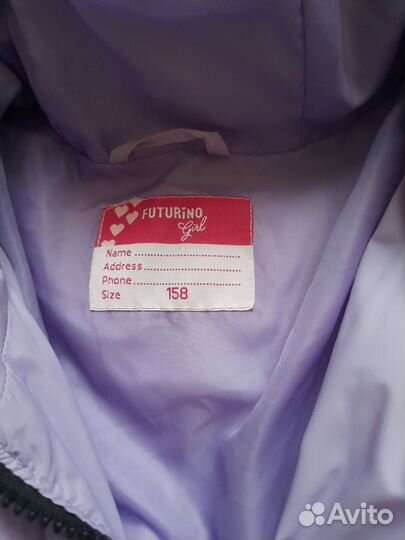 FUTURiNO
Girl
Name ........................
Address ........................
Phone ........................
Size 158
Avito